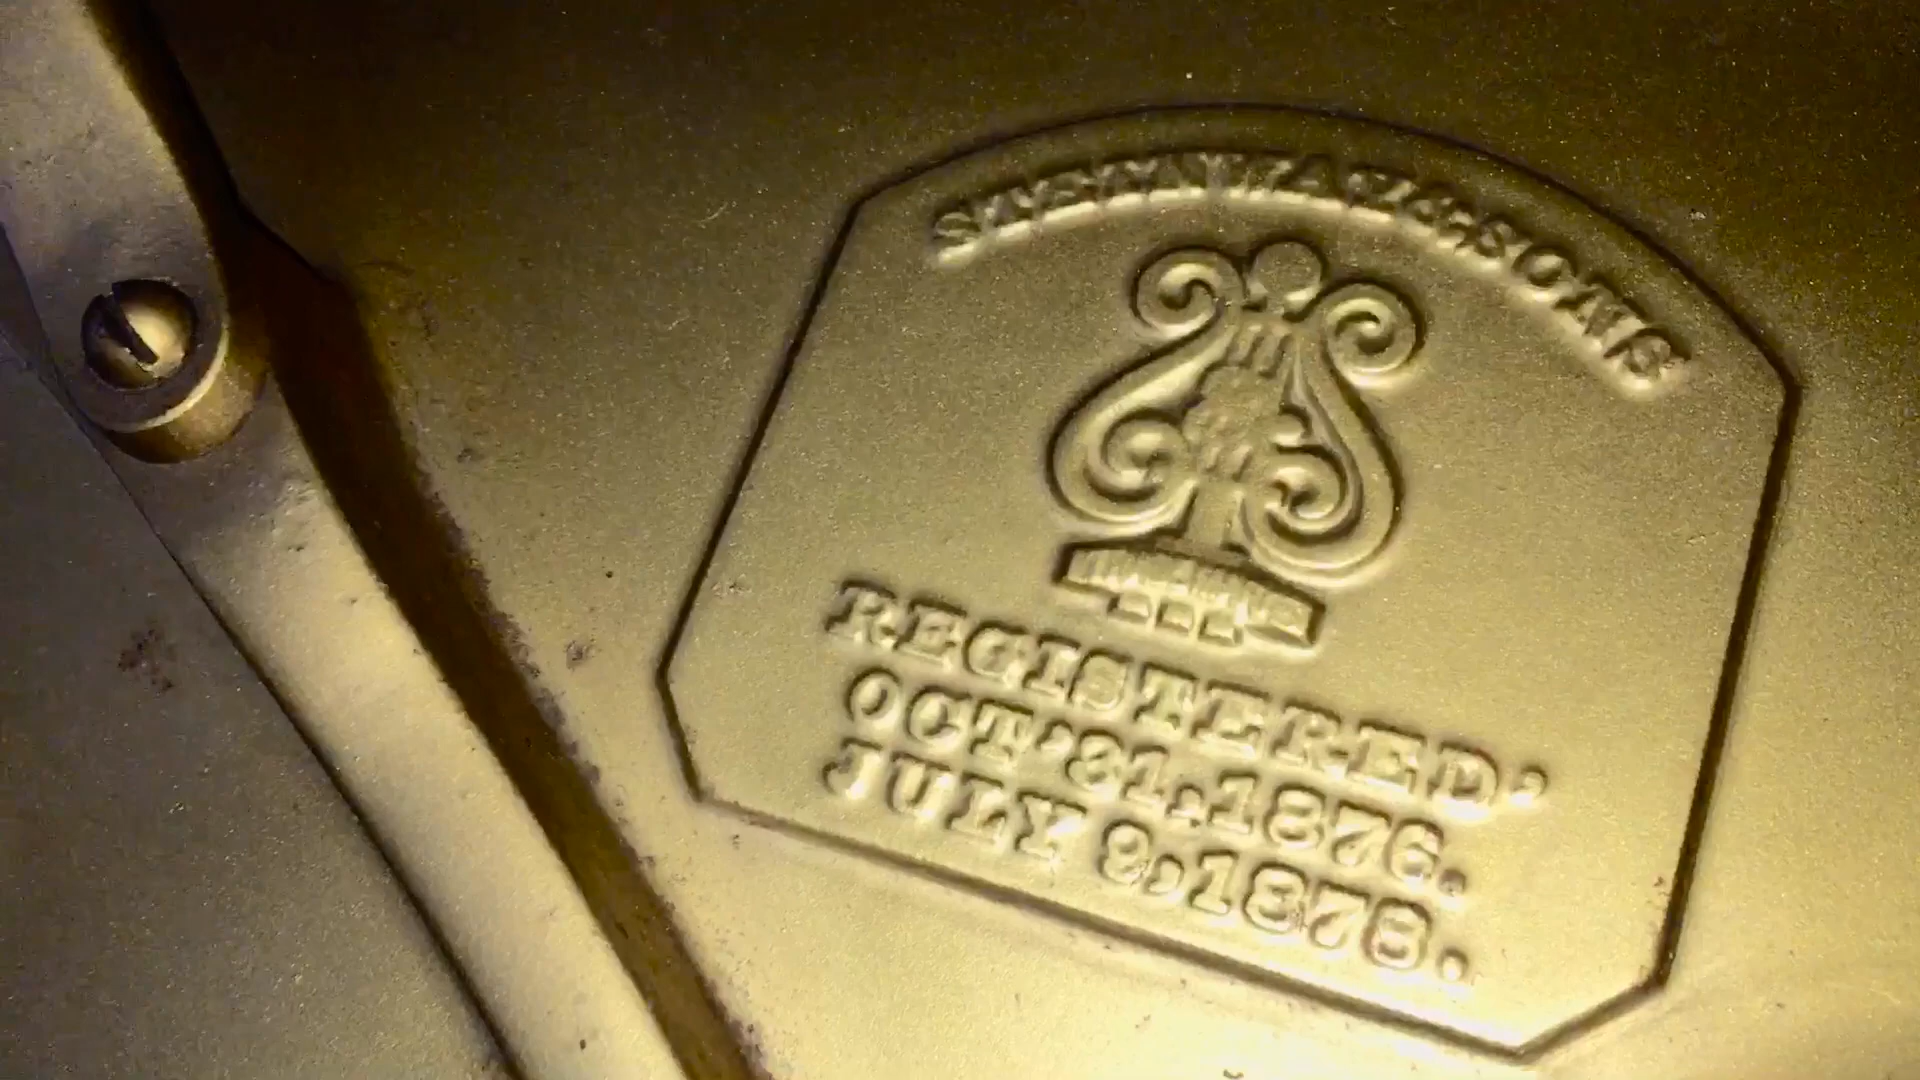 STEINWAY & SONS
REGISTERED.
OCT. 31, 1876.
JULY 9, 1878.